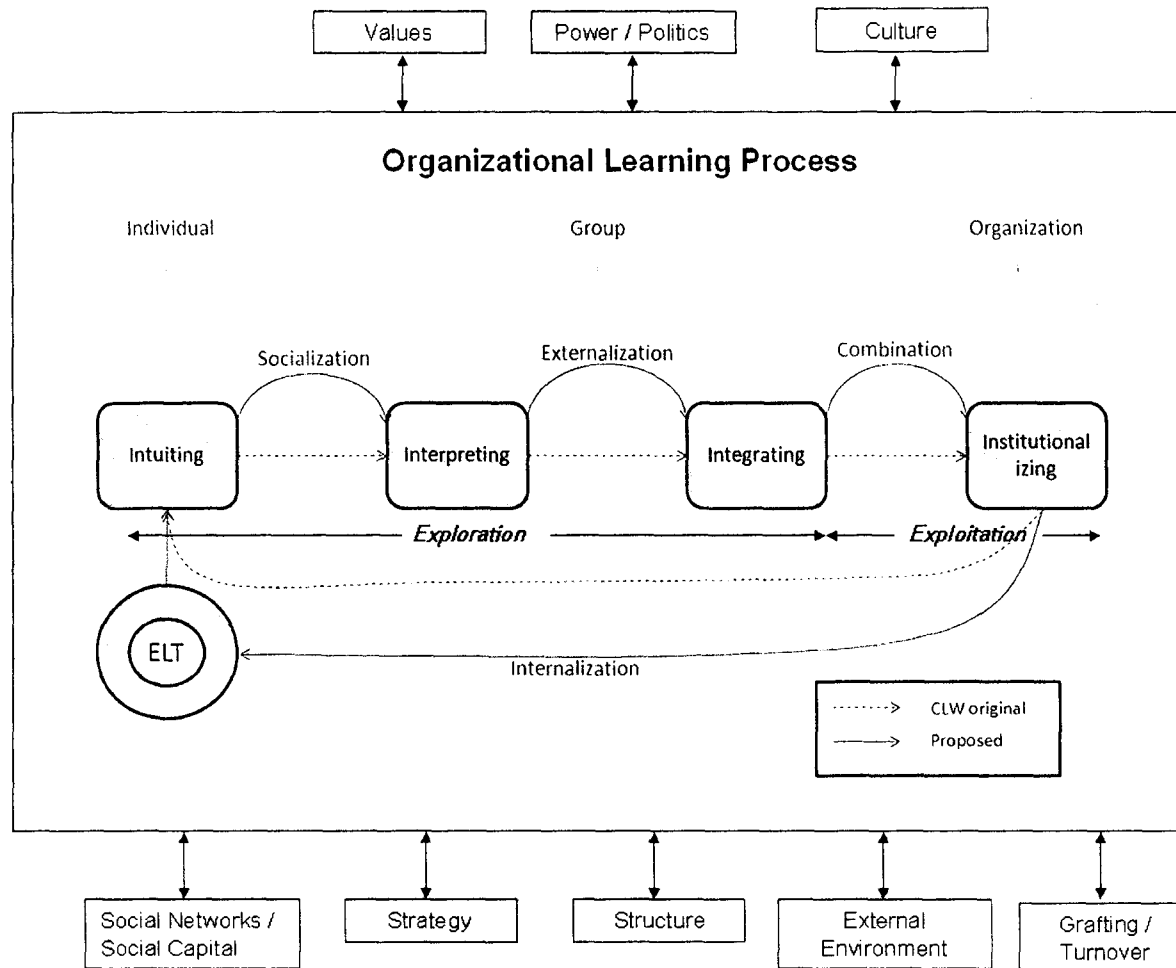 Values
Power / Politics
Culture
Organizational Learning Process
Individual
Group
Organization
Socialization
Externalization
Combination
Intuiting
Interpreting
Integrating
Institutional
izing
Exploration
Exploitation
ELT
Internalization
CLW original
Proposed
Social Networks /
Social Capital
Strategy
Structure
External
Environment
Grafting /
Turnover